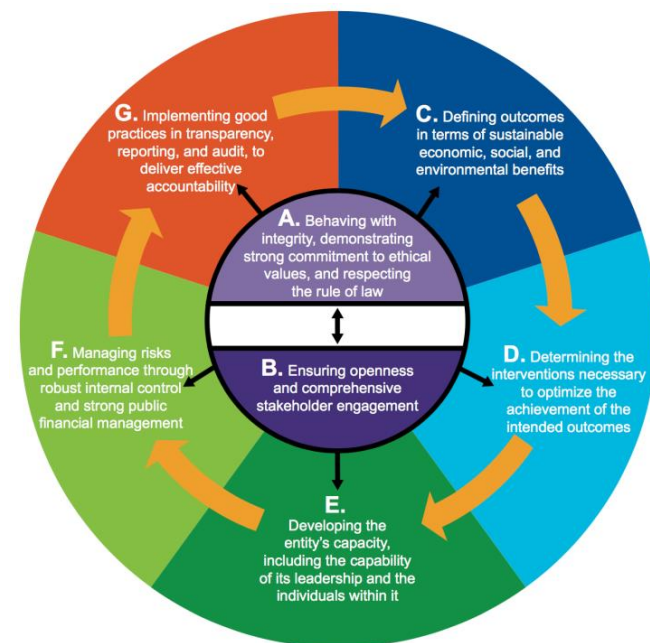 A. Behaving with
integrity, demonstrating
strong commitment to ethical
values, and respecting
the rule of law
B. Ensuring openness
and comprehensive
stakeholder engagement
C. Defining outcomes
in terms of sustainable
economic, social, and
environmental benefits
D. Determining the
interventions necessary
to optimize the
achievement of the
intended outcomes
E.
Developing the
entity's capacity,
including the capability
of its leadership and the
individuals within it
F. Managing risks
and performance through
robust internal control
and strong public
financial management
G. Implementing good
practices in transparency,
reporting, and audit, to
deliver effective
accountability